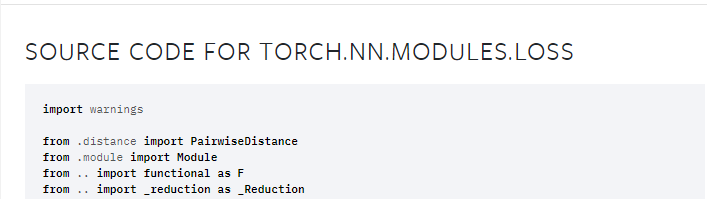 SOURCE CODE FOR TORCH.NN.MODULES.LOSS
import warnings
from .distance import PairwiseDistance
from .module import Module
from .. import functional as F
from .. import _reduction as _Reduction